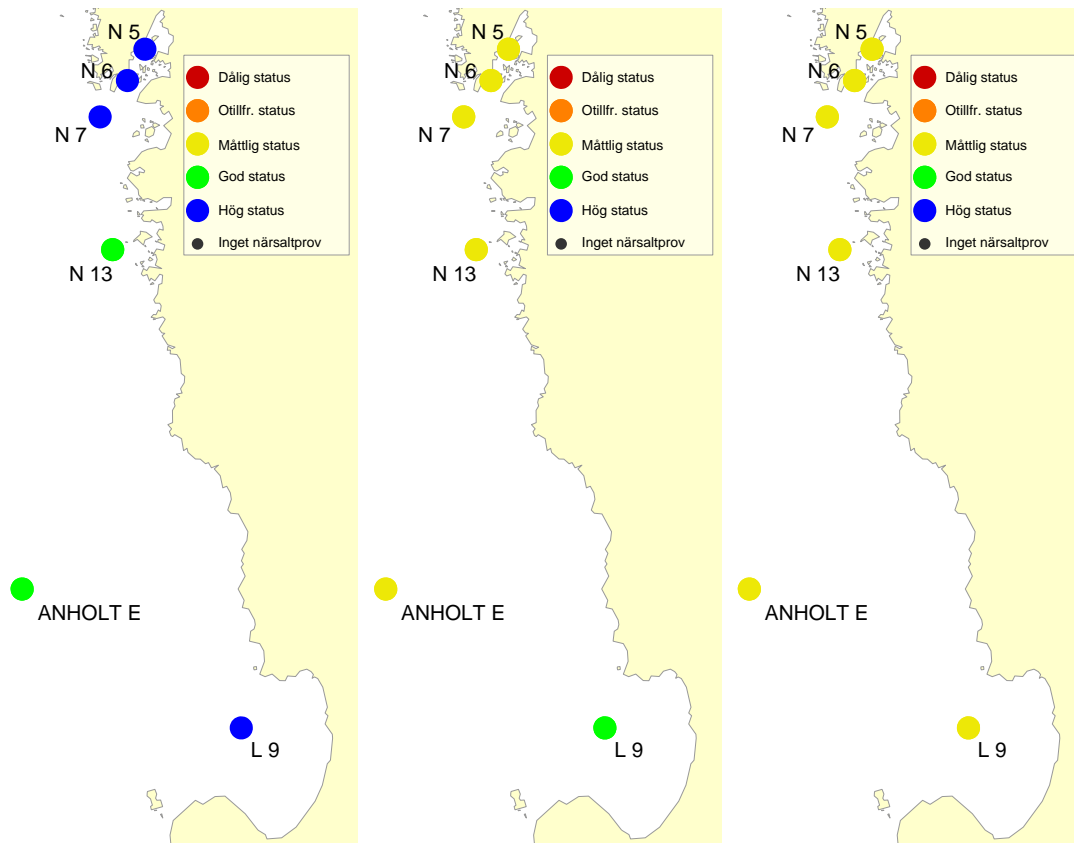 N 5
N 6
N 7
N 13
ANHOLT E
L 9
Dålig status
Otillfr. status
Måttlig status
God status
Hög status
Inget närsaltprov
N 5
N 6
N 7
N 13
ANHOLT E
L 9
Dålig status
Otillfr. status
Måttlig status
God status
Hög status
Inget närsaltprov
N 5
N 6
N 7
N 13
ANHOLT E
L 9
Dålig status
Otillfr. status
Måttlig status
God status
Hög status
Inget närsaltprov